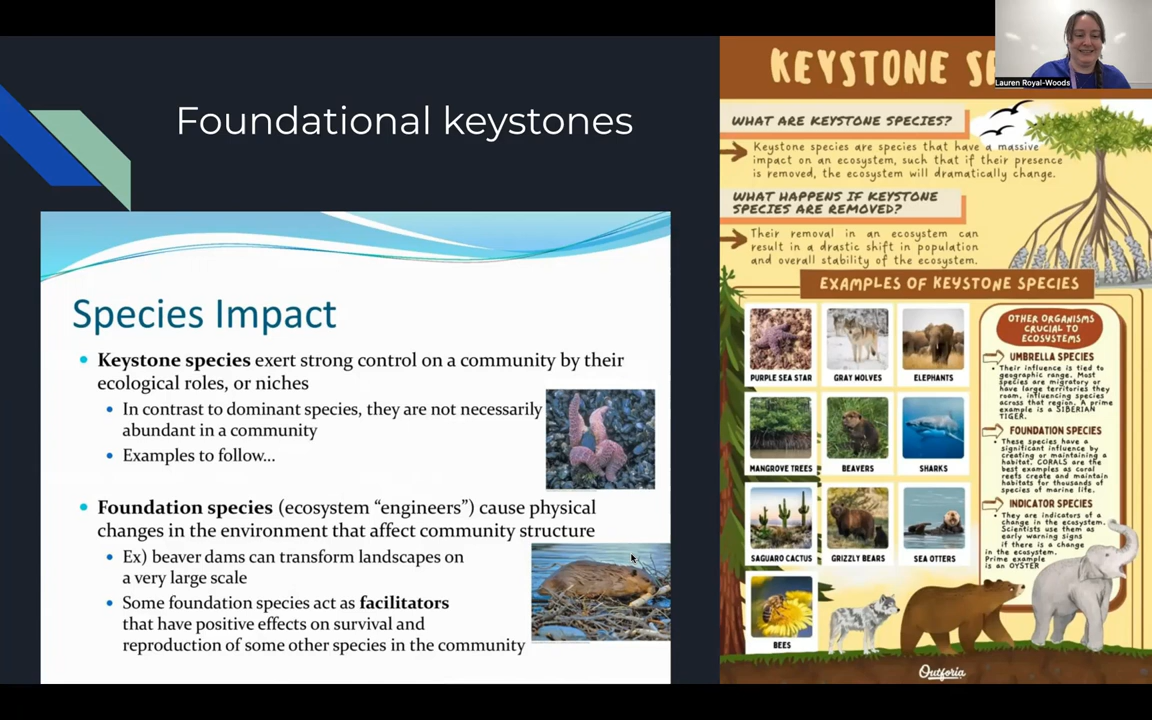 Foundational keystones
Species Impact
• Keystone species exert strong control on a community by their
ecological roles, or niches
• In contrast to dominant species, they are not necessarily
abundant in a community
• Examples to follow...
• Foundation species (ecosystem "engineers") cause physical
changes in the environment that affect community structure
• Ex) beaver dams can transform landscapes on
a very large scale
• Some foundation species act as facilitators
that have positive effects on survival and
reproduction of some other species in the community
KEYSTONE
Lauren Royal-Woods
WHAT ARE KEYSTONE SPECIES?
Keystone species are species that have a massive
impact on an ecosystem, such that if their presence
is removed, the ecosystem will dramatically change.
WHAT HAPPENS IF KEYSTONE
SPECIES ARE REMOVED?
Their removal in an ecosystem can
result in a drastic shift in population
and overall stability of the ecosystem.
EXAMPLES OF KEYSTONE SPECIES
PURPLE SEA STAR
GRAY WOLVES
ELEPHANTS
MANGROVE TREES
BEAVERS
SHARKS
SAGUARO CACTUS
GRIZZLY BEARS
SEA OTTERS
BEES
OTHER ORGANISMS
CRUCIAL TO
ECOSYSTEMS
UMBRELLA SPECIES
• Their influence is tied to
geographic range. Most
species are migratory or
have large territories they
roam, influencing species
across that region. A prime
example is a SIBERIAN
TIGER.
FOUNDATION SPECIES
• These species have a
significant influence by
creating or maintaining a
habitat. CORALS are the
best examples as coral
reefs create and maintain
habitats for thousands of
species of marine life.
INDICATOR SPECIES
• They are indicators of a
change in the ecosystem.
Scientists use them as
early warning signs
if there is a change
in the ecosystem.
Prime example
is an OYSTER
Outforia